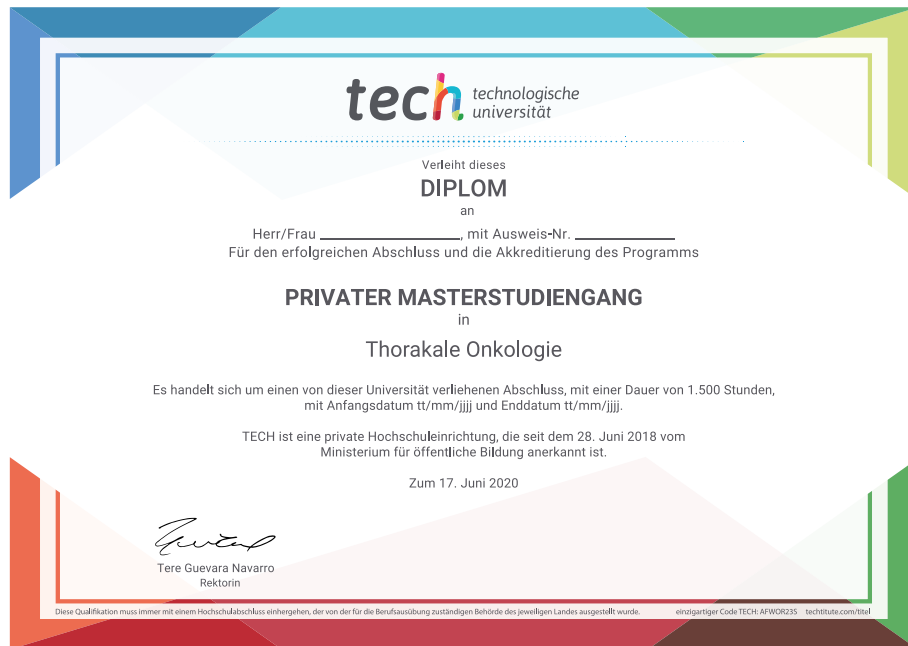 tech technologische
universität
Verleiht dieses
DIPLOM
an
Herr/Frau ____________________, mit Ausweis-Nr. ______________
Für den erfolgreichen Abschluss und die Akkreditierung des Programms
PRIVATER MASTERSTUDIENGANG
in
Thorakale Onkologie
Es handelt sich um einen von dieser Universität verliehenen Abschluss, mit einer Dauer von 1.500 Stunden,
mit Anfangsdatum tt/mm/jjjj und Enddatum tt/mm/jjjj.
TECH ist eine private Hochschuleinrichtung, die seit dem 28. Juni 2018 vom
Ministerium für öffentliche Bildung anerkannt ist.
Zum 17. Juni 2020
Tere Guevara Navarro
Rektorin
Diese Qualifikation muss immer mit einem Hochschulabschluss einhergehen, der von der für die Berufsausübung zuständigen Behörde des jeweiligen Landes ausgestellt wurde. einzigartiger Code TECH: AFWOR23S techtitute.com/titel